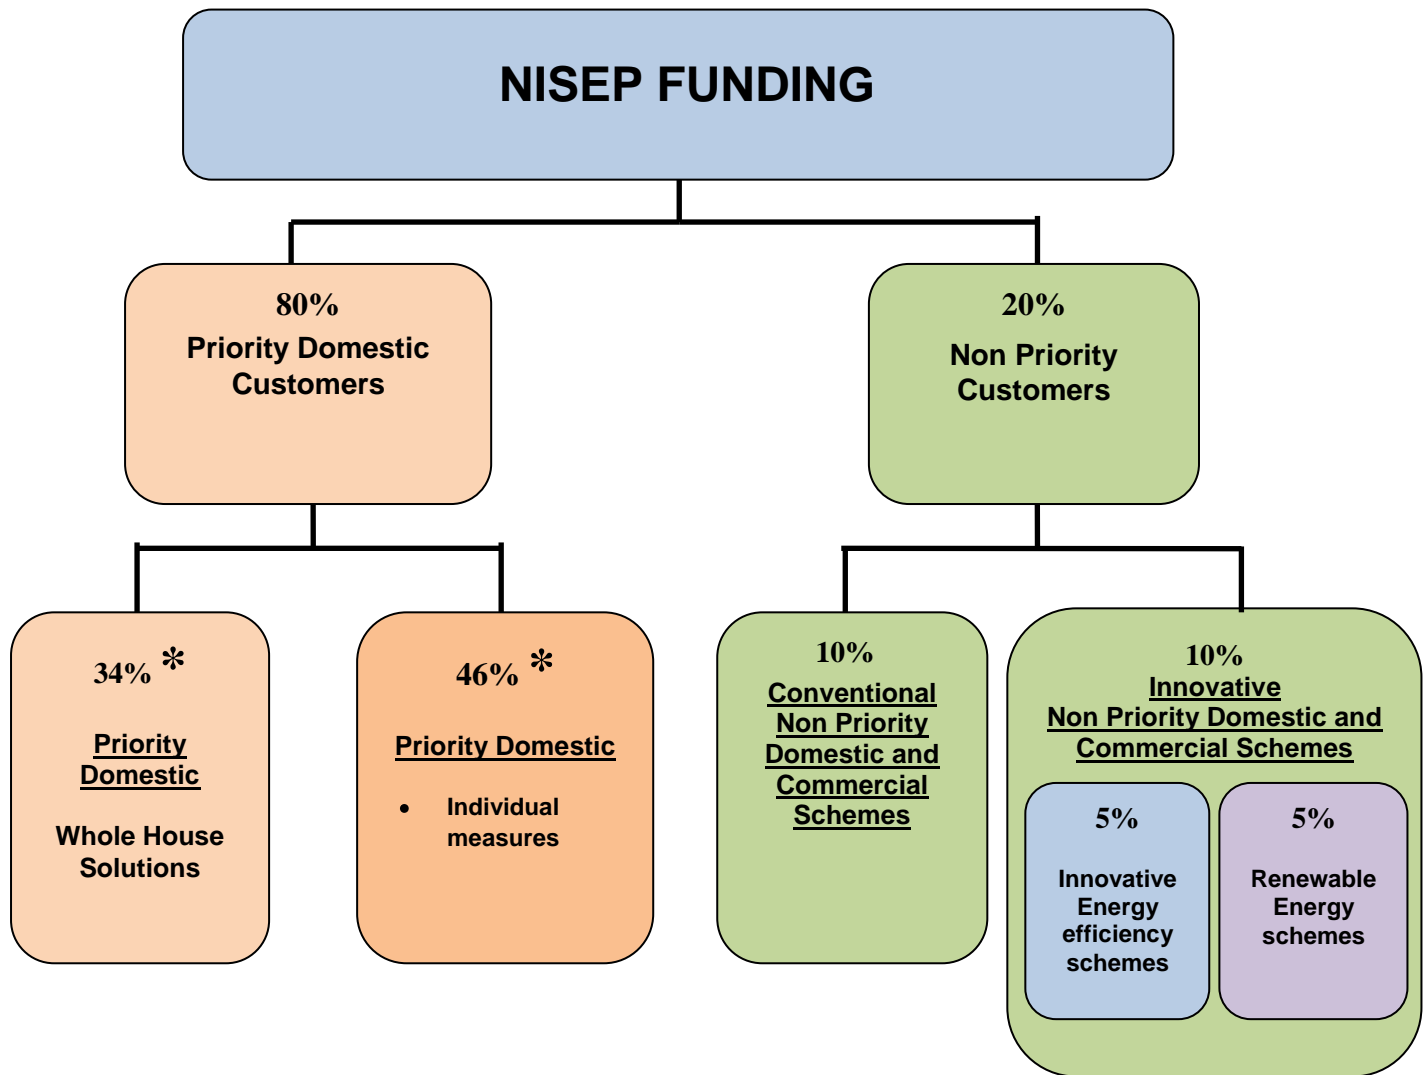 NISEP FUNDING
80%
Priority Domestic
Customers
20%
Non Priority
Customers
34% *
Priority
Domestic
Whole House
Solutions
46% *
Priority Domestic
• Individual
measures
10%
Conventional
Non Priority
Domestic and
Commercial
Schemes
10%
Innovative
Non Priority Domestic and
Commercial Schemes
5%
Innovative
Energy
efficiency
schemes
5%
Renewable
Energy
schemes